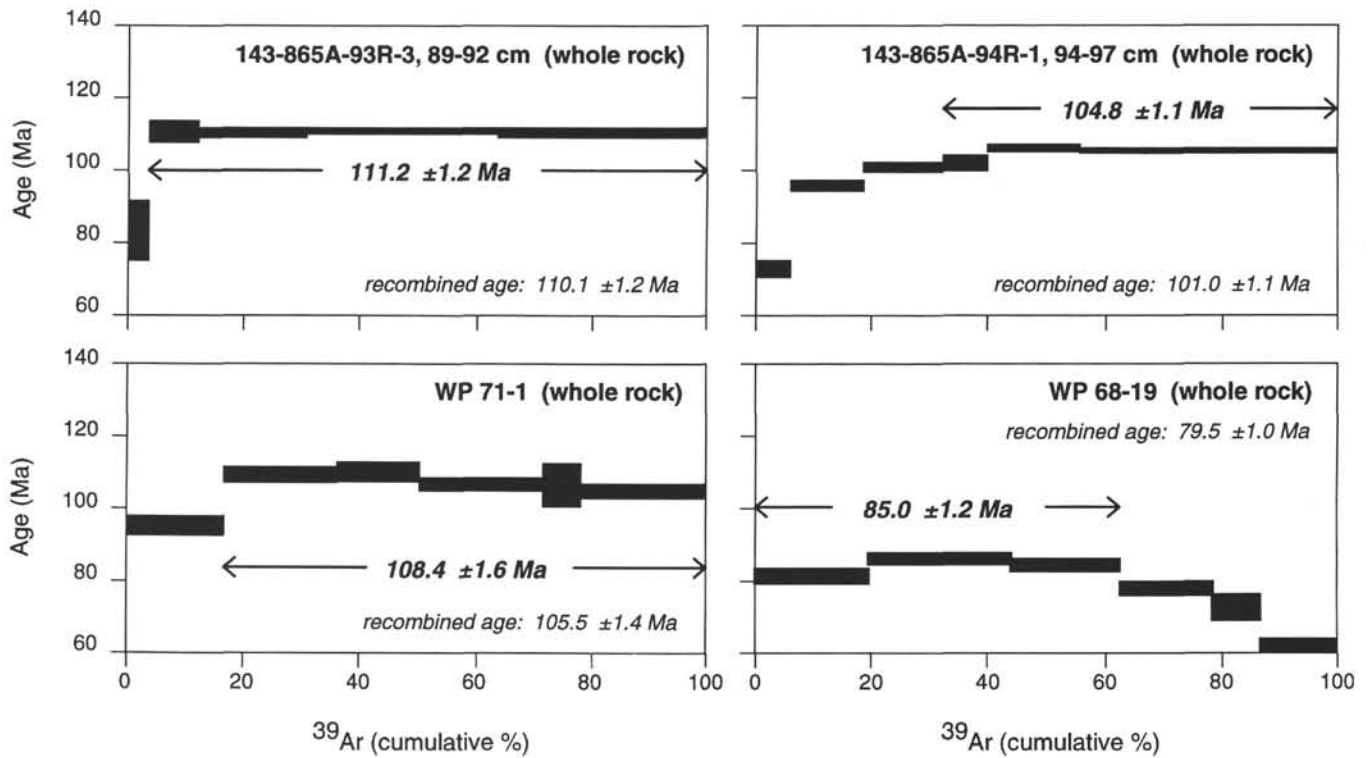 143-865A-93R-3, 89-92 cm (whole rock)
140
120
100
80
60
Age (Ma)
111.2 ±1.2 Ma
recombined age: 110.1 ±1.2 Ma
143-865A-94R-1, 94-97 cm (whole rock)
104.8 ±1.1 Ma
recombined age: 101.0 ±1.1 Ma
WP 71-1 (whole rock)
140
120
100
80
60
Age (Ma)
108.4 ±1.6 Ma
recombined age: 105.5 ±1.4 Ma
0 20 40 60 80 100
39Ar (cumulative %)
WP 68-19 (whole rock)
recombined age: 79.5 ±1.0 Ma
85.0 ±1.2 Ma
0 20 40 60 80 100
39Ar (cumulative %)